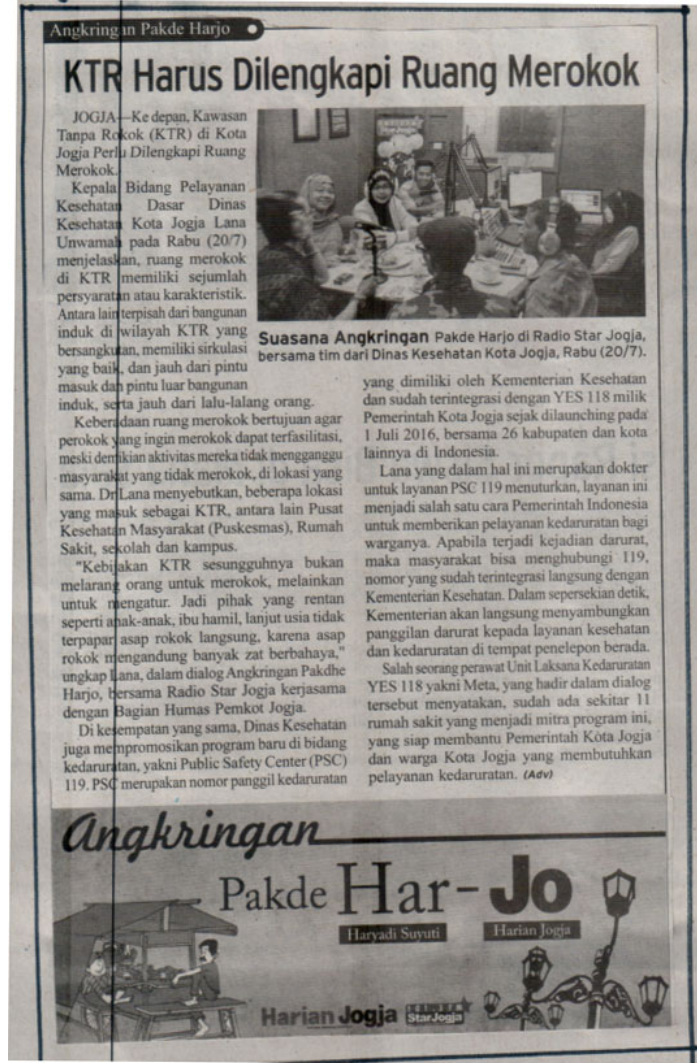 Angkringan Pakde Harjo
KTR Harus Dilengkapi Ruang Merokok
JOGJA—Ke depan, Kawasan
Tanpa Rokok (KTR) di Kota
Jogja Perlu Dilengkapi Ruang
Merokok.
Kepala Bidang Pelayanan
Kesehatan Dasar Dinas
Kesehatan Kota Jogja Lana
Unwamah pada Rabu (20/7)
menjelaskan, ruang merokok
di KTR memiliki sejumlah
persyaratan atau karakteristik.
Antara lain terpisah dari bangunan
induk di wilayah KTR yang
bersangkutan, memiliki sirkulasi
yang baik, dan jauh dari pintu
masuk dan pintu luar bangunan
induk, serta jauh dari lalu-lalang orang.
Keberadaan ruang merokok bertujuan agar
perokok yang ingin merokok dapat terfasilitasi,
meski demikian aktivitas mereka tidak mengganggu
masyarakat yang tidak merokok, di lokasi yang
sama. Dr Lana menyebutkan, beberapa lokasi
yang masuk sebagai KTR, antara lain Pusat
Kesehatan Masyarakat (Puskesmas), Rumah
Sakit, sekolah dan kampus.
"Kebijakan KTR sesungguhnya bukan
melarang orang untuk merokok, melainkan
untuk mengatur. Jadi pihak yang rentan
seperti anak-anak, ibu hamil, lanjut usia tidak
terpapar asap rokok langsung, karena asap
rokok mengandung banyak zat berbahaya,"
ungkap Lana, dalam dialog Angkringan Pakdhe
Harjo, bersama Radio Star Jogja kerjasama
dengan Bagian Humas Pemkot Jogja.
Di kesempatan yang sama, Dinas Kesehatan
juga mempromosikan program baru di bidang
kedaruratan, yakni Public Safety Center (PSC)
119. PSC merupakan nomor panggil kedaruratan
Suasana Angkringan Pakde Harjo di Radio Star Jogja,
bersama tim dari Dinas Kesehatan Kota Jogja, Rabu (20/7).
yang dimiliki oleh Kementerian Kesehatan
dan sudah terintegrasi dengan YES 118 milik
Pemerintah Kota Jogja sejak dilaunching pada
1 Juli 2016, bersama 26 kabupaten dan kota
lainnya di Indonesia.
Lana yang dalam hal ini merupakan dokter
untuk layanan PSC 119 menuturkan, layanan ini
menjadi salah satu cara Pemerintah Indonesia
untuk memberikan pelayanan kedaruratan bagi
warganya. Apabila terjadi kejadian darurat,
maka masyarakat bisa menghubungi 119,
nomor yang sudah terintegrasi langsung dengan
Kementerian Kesehatan. Dalam sepersekian detik,
Kementerian akan langsung menyambungkan
panggilan darurat kepada layanan kesehatan
dan kedaruratan di tempat penelepon berada.
Salah seorang perawat Unit Laksana Kedaruratan
YES 118 yakni Meta, yang hadir dalam dialog
tersebut menyatakan, sudah ada sekitar 11
rumah sakit yang menjadi mitra program ini,
yang siap membantu Pemerintah Kota Jogja
dan warga Kota Jogja yang membutuhkan
pelayanan kedaruratan. (Adv)
Angkringan
Pakde Har-Jo
Haryadi Suyuti Harian Jogja
Harian Jogja StarJogja